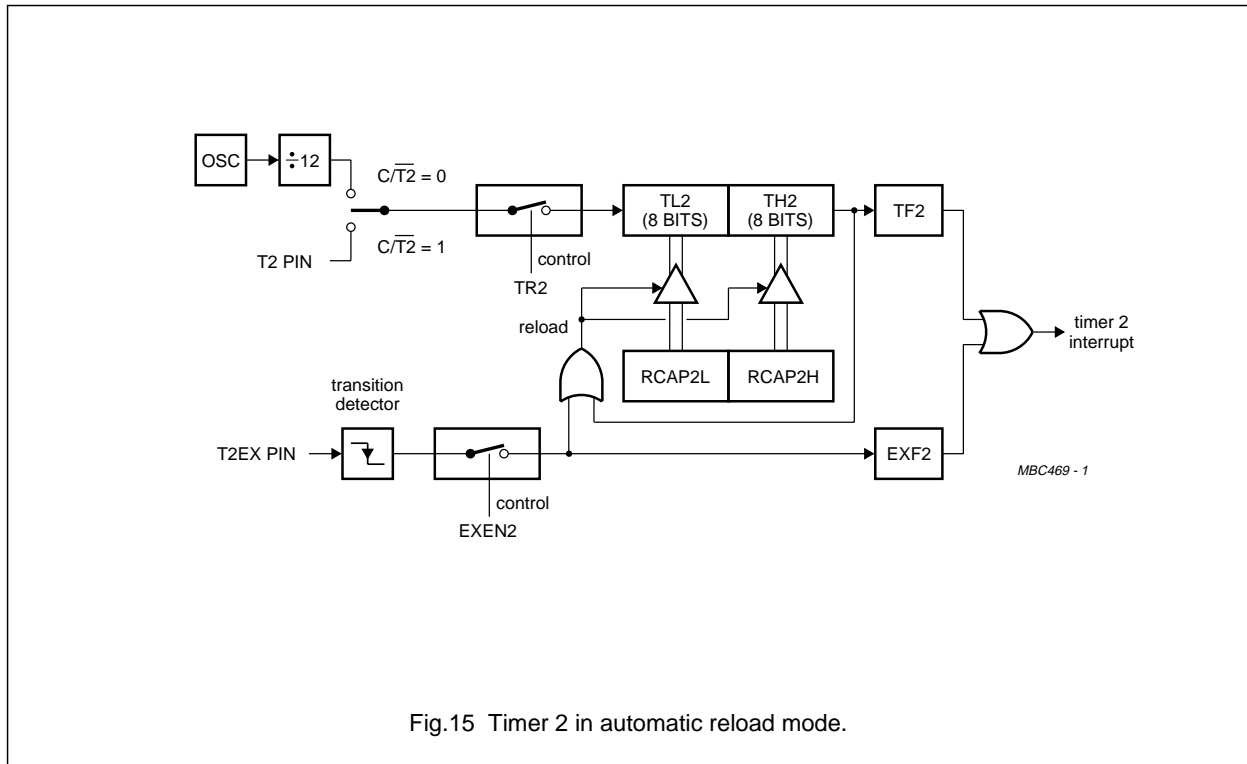 OSC
÷12
C/T̅2̅ = 0
C/T̅2̅ = 1
T2 PIN
control
TR2
TL2
(8 BITS)
TH2
(8 BITS)
TF2
reload
RCAP2L
RCAP2H
timer 2
interrupt
transition
detector
T2EX PIN
control
EXEN2
EXF2
MBC469 - 1
Fig.15 Timer 2 in automatic reload mode.